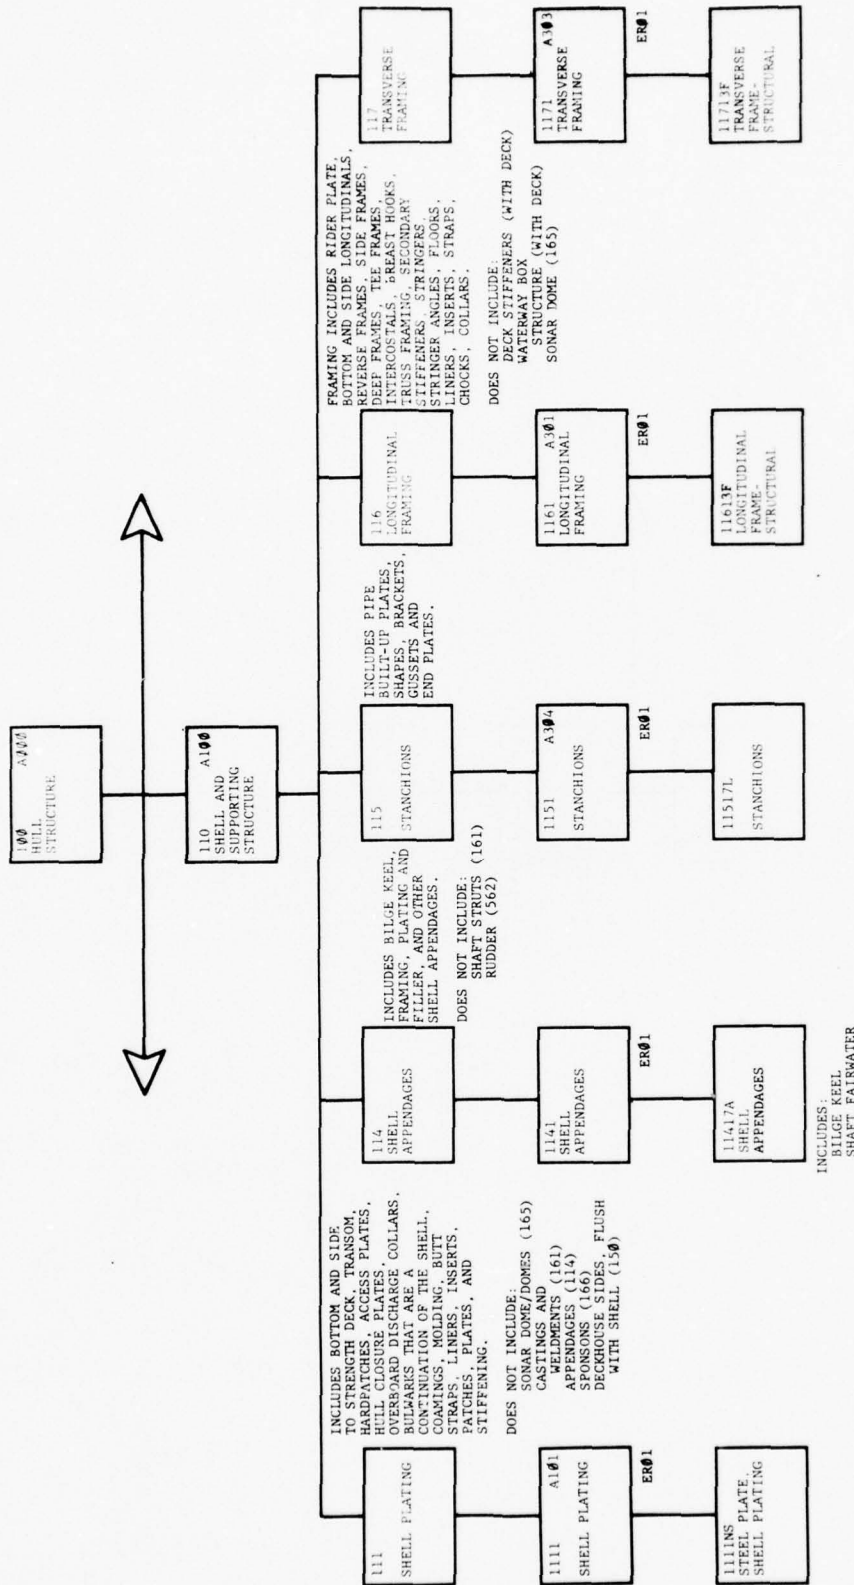 100 A000
HULL
STRUCTURE
110 A100
SHELL AND
SUPPORTING
STRUCTURE
111
SHELL PLATING
INCLUDES BOTTOM AND SIDE
TO STRENGTH DECK, TRANSOM,
HARDPATCHES, ACCESS PLATES,
HULL CLOSURE PLATES,
OVERBOARD DISCHARGE COLLARS,
BULWARKS THAT ARE A
CONTINUATION OF THE SHELL,
COAMINGS, MOLDING, BUTT
STRAPS, LINERS, INSERTS,
PATCHES, PLATES, AND
STIFFENING.
DOES NOT INCLUDE:
SONAR DOME/DOMES (165)
CASTINGS AND
WELDMENTS (161)
APPENDAGES (114)
SPONSONS (166)
DECKHOUSE SIDES, FLUSH
WITH SHELL (150)
1111 A101
SHELL PLATING
ER01
1111NS
STEEL PLATE,
SHELL PLATING
114
SHELL
APPENDAGES
INCLUDES BILGE KEEL,
FRAMING, PLATING AND
FILLER, AND OTHER
SHELL APPENDAGES.
DOES NOT INCLUDE:
SHAFT STRUTS (161)
RUDDER (562)
1141
SHELL
APPENDAGES
ER01
11417A
SHELL
APPENDAGES
INCLUDES:
BILGE KEEL
SHAFT FAIRWATER
115
STANCHIONS
INCLUDES PIPE
BUILT-UP PLATES,
SHAPES, BRACKETS,
GUSSETS AND
END PLATES.
1151 A304
STANCHIONS
ER01
11517L
STANCHIONS
116
LONGITUDINAL
FRAMING
FRAMING INCLUDES RIDER PLATE,
BOTTOM AND SIDE LONGITUDINALS,
REVERSE FRAMES, SIDE FRAMES,
DEEP FRAMES, TEE FRAMES,
INTERCOSTALS, BREAST HOOKS,
TRUSS FRAMING, SECONDARY
STIFFENERS, STRINGERS,
STRINGER ANGLES, FLOORS,
LINERS, INSERTS, STRAPS,
CHOCKS, COLLARS.
DOES NOT INCLUDE:
DECK STIFFENERS (WITH DECK)
WATERWAY BOX
STRUCTURE (WITH DECK)
SONAR DOME (165)
1161 A301
LONGITUDINAL
FRAMING
ER01
11613F
LONGITUDINAL
FRAME-
STRUCTURAL
117
TRANSVERSE
FRAMING
1171 A303
TRANSVERSE
FRAMING
ER01
11713F
TRANSVERSE
FRAME-
STRUCTURAL